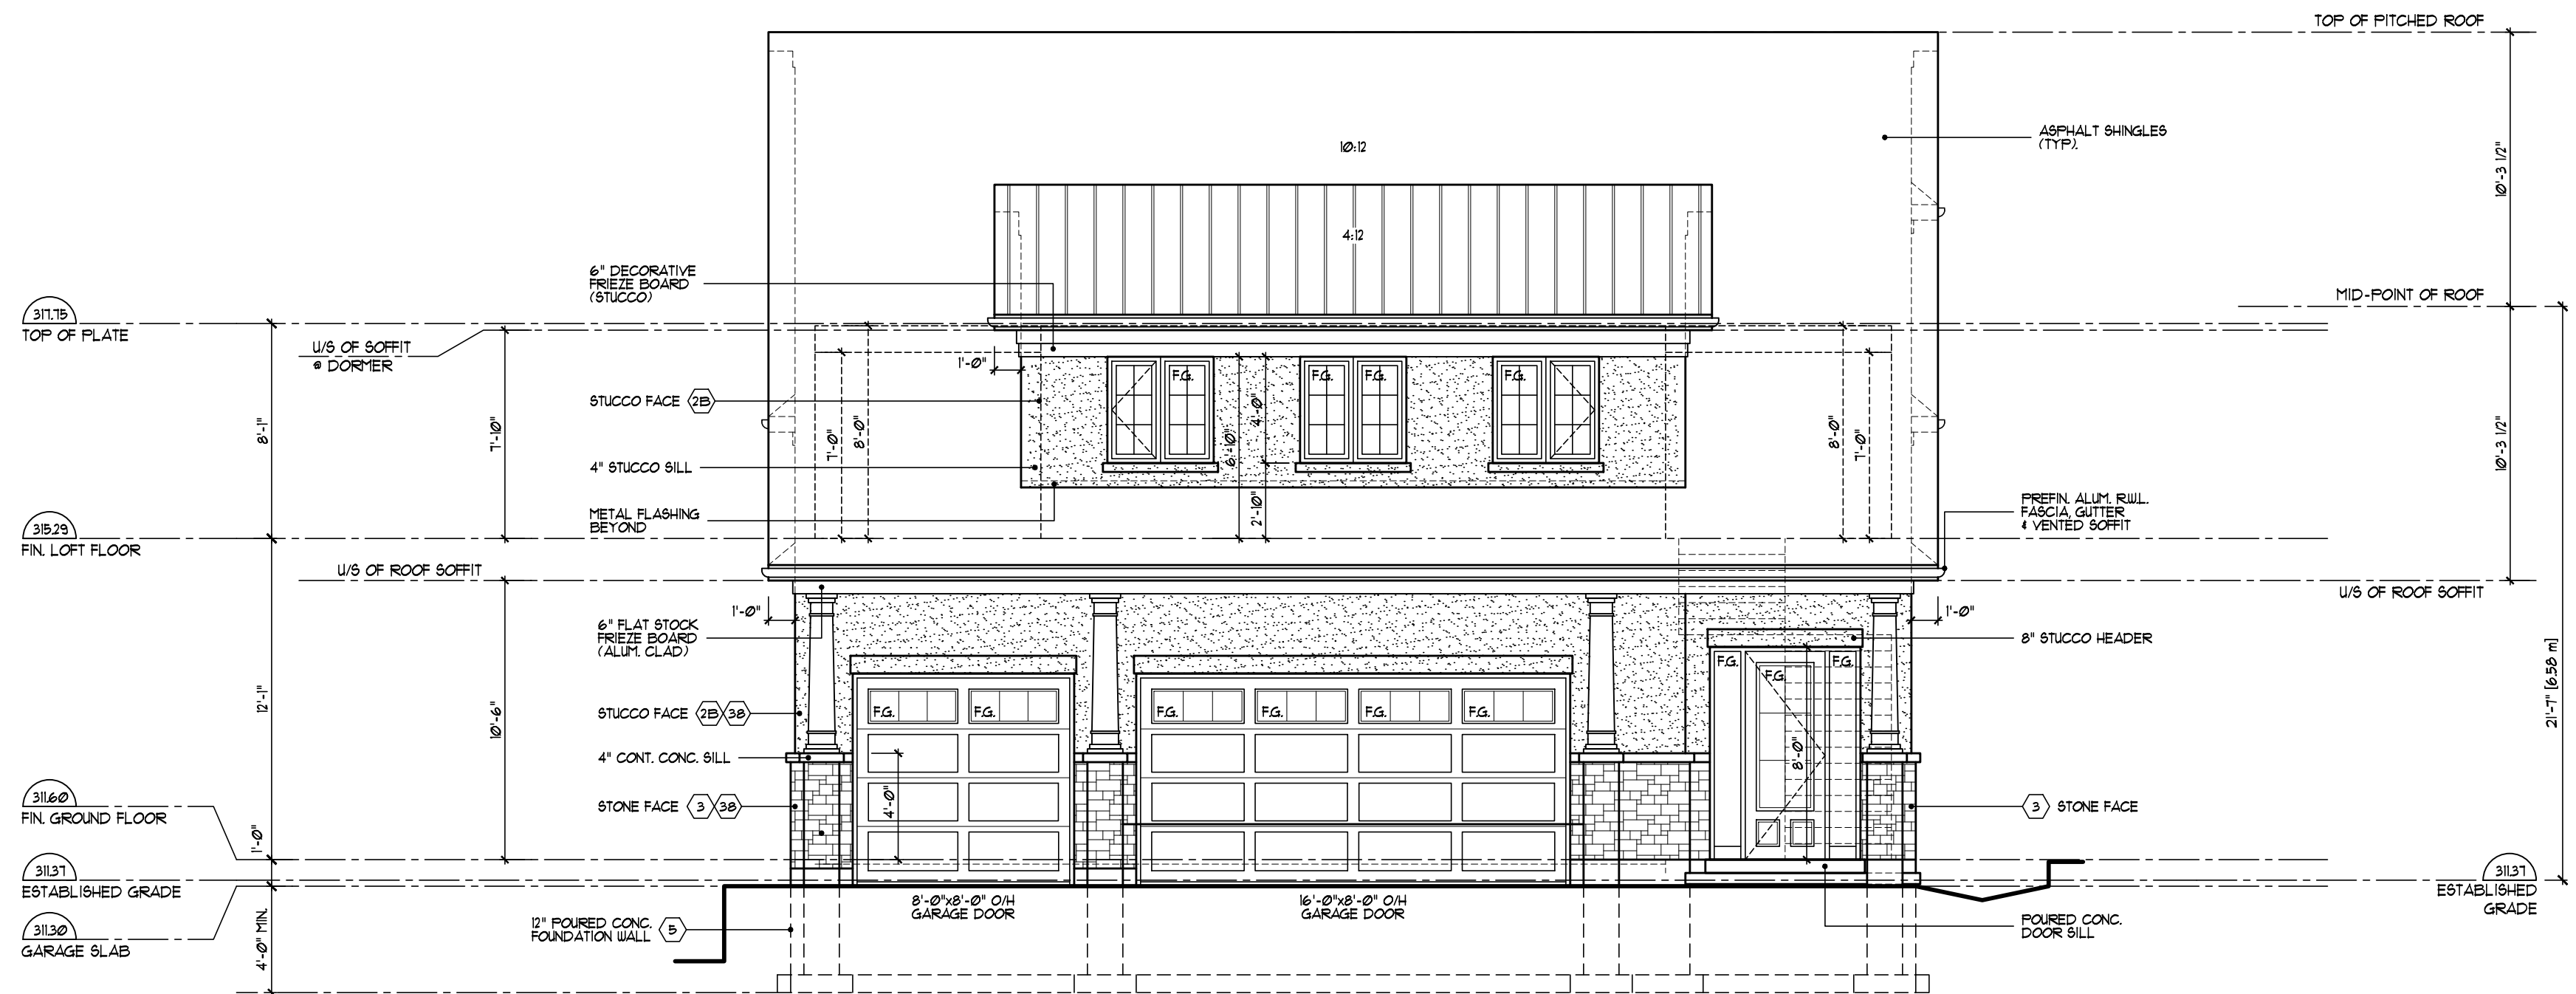 TOP OF PITCHED ROOF
ASPHALT SHINGLES
(TYP).
10:12
10'-3 1/2"
4:12
6" DECORATIVE
FRIEZE BOARD
(STUCCO)
MID-POINT OF ROOF
317.75
TOP OF PLATE
U/S OF SOFFIT
@ DORMER
1'-0"
F.G.
F.G.
F.G.
F.G.
STUCCO FACE 2B
8'-1"
7'-10"
7'-0"
8'-0"
6'-10"
4'-0"
8'-0"
7'-0"
10'-3 1/2"
4" STUCCO SILL
METAL FLASHING
BEYOND
2'-10"
PREFIN. ALUM. R.W.L.
FASCIA, GUTTER
& VENTED SOFFIT
315.29
FIN. LOFT FLOOR
U/S OF ROOF SOFFIT
U/S OF ROOF SOFFIT
1'-0"
1'-0"
6" FLAT STOCK
FRIEZE BOARD
(ALUM. CLAD)
8" STUCCO HEADER
F.G.
F.G.
F.G.
12'-1"
10'-6"
21'-7" [6.58 m]
STUCCO FACE 2B 38
F.G.
F.G.
F.G.
F.G.
F.G.
F.G.
4" CONT. CONC. SILL
8'-0"
STONE FACE 3 38
4'-0"
3 STONE FACE
311.60
FIN. GROUND FLOOR
1'-0"
311.37
ESTABLISHED GRADE
311.37
ESTABLISHED
GRADE
8'-0"x8'-0" O/H
GARAGE DOOR
16'-0"x8'-0" O/H
GARAGE DOOR
12" POURED CONC.
FOUNDATION WALL 5
POURED CONC.
DOOR SILL
311.30
GARAGE SLAB
4'-0" MIN.